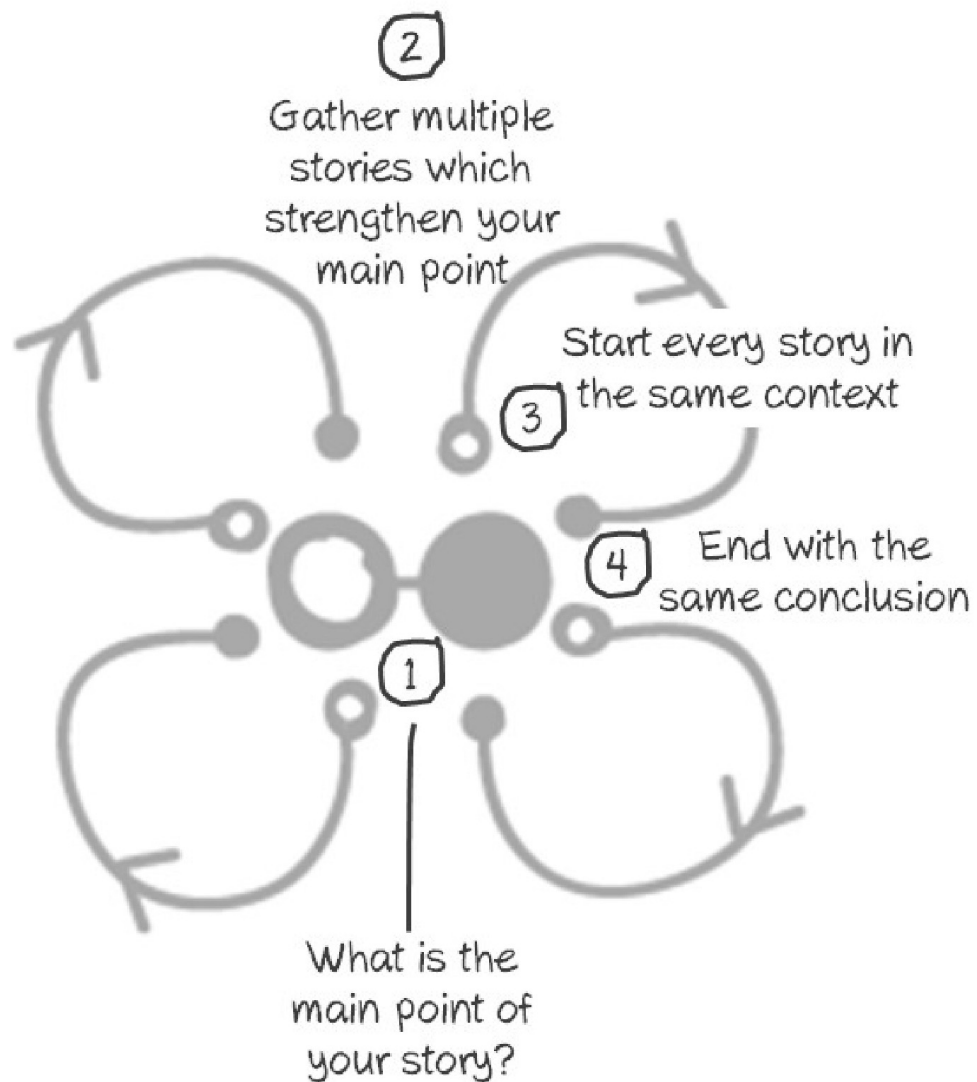 2
Gather multiple
stories which
strengthen your
main point
3
Start every story in
the same context
4
End with the
same conclusion
1
What is the
main point of
your story?